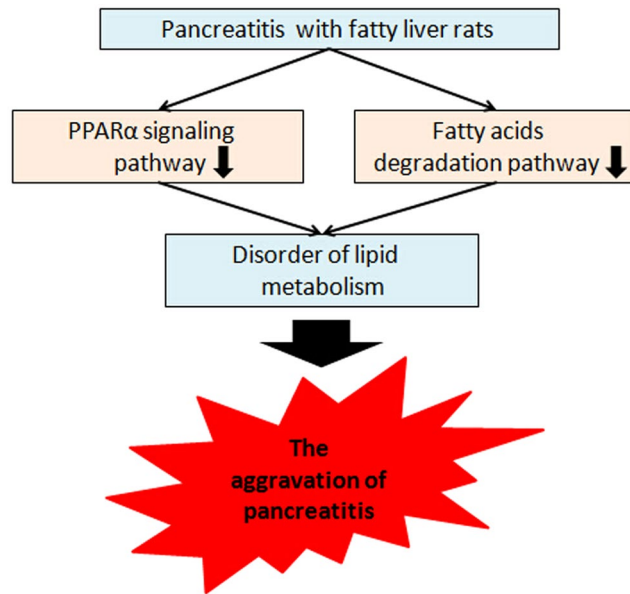 Pancreatitis with fatty liver rats
PPARα signaling
pathway
Fatty acids
degradation pathway
Disorder of lipid
metabolism
The
aggravation of
pancreatitis